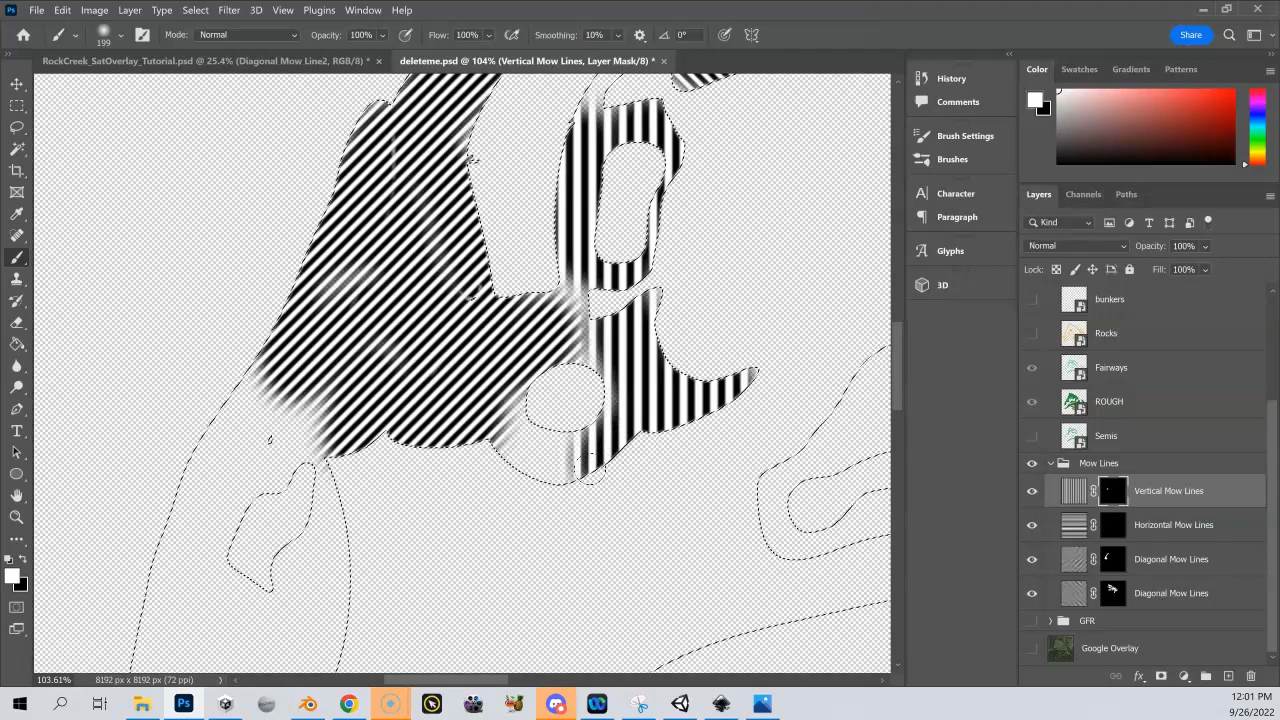 Ps File Edit Image Layer Type Select Filter 3D View Plugins Window Help
199 Mode: Normal Opacity: 100% Flow: 100% Smoothing: 10% 0° Share
RockCreek_SatOverlay_Tutorial.psd @ 25.4% (Diagonal Mow Line2, RGB/8) * × deleteme.psd @ 104% (Vertical Mow Lines, Layer Mask/8) * ×
History
Comments
Brush Settings
Brushes
Character
Paragraph
Glyphs
3D
Color Swatches Gradients Patterns
Layers Channels Paths
Kind
Normal Opacity: 100%
Lock: Fill: 100%
bunkers
Rocks
Fairways
ROUGH
Semis
Mow Lines
Vertical Mow Lines
Horizontal Mow Lines
Diagonal Mow Lines
Diagonal Mow Lines
GFR
Google Overlay
103.61% 8192 px x 8192 px (72 ppi)
12:01 PM
9/26/2022